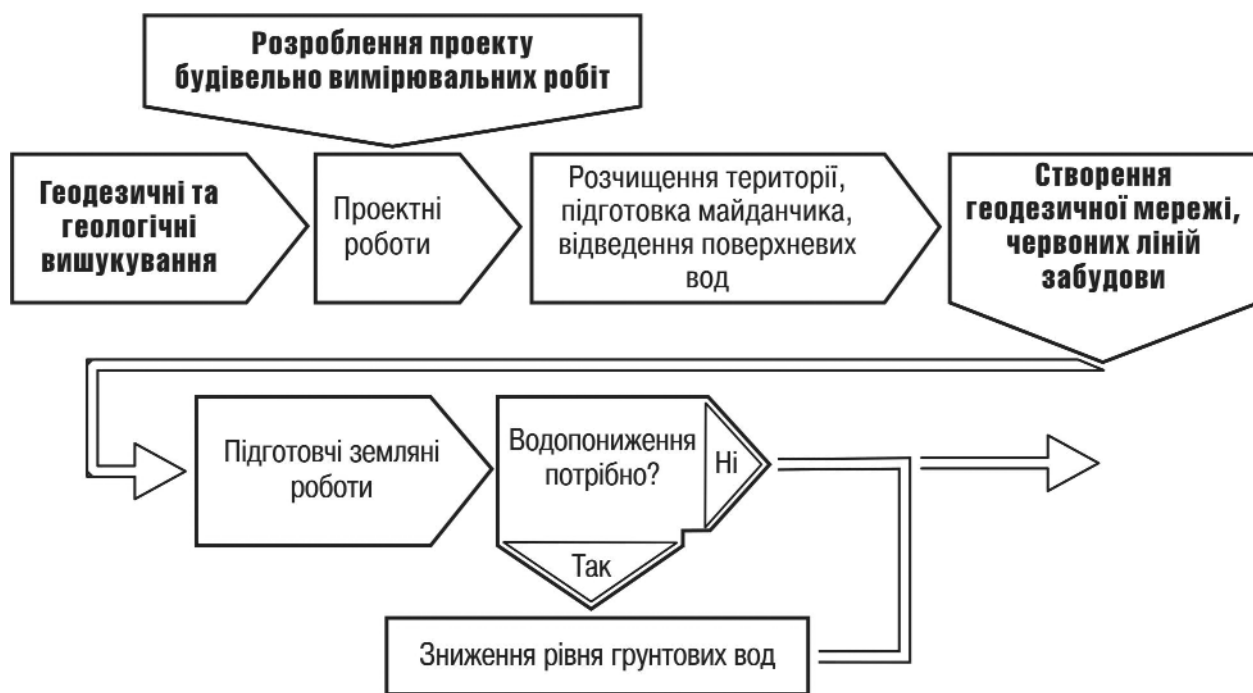 Розроблення проекту
будівельно вимірювальних робіт
Геодезичні та
геологічні
вишукування
Проектні
роботи
Розчищення території,
підготовка майданчика,
відведення поверхневих
вод
Створення
геодезичної мережі,
червоних ліній
забудови
Підготовчі земляні
роботи
Водопониження
потрібно?
Ні
Так
Зниження рівня грунтових вод